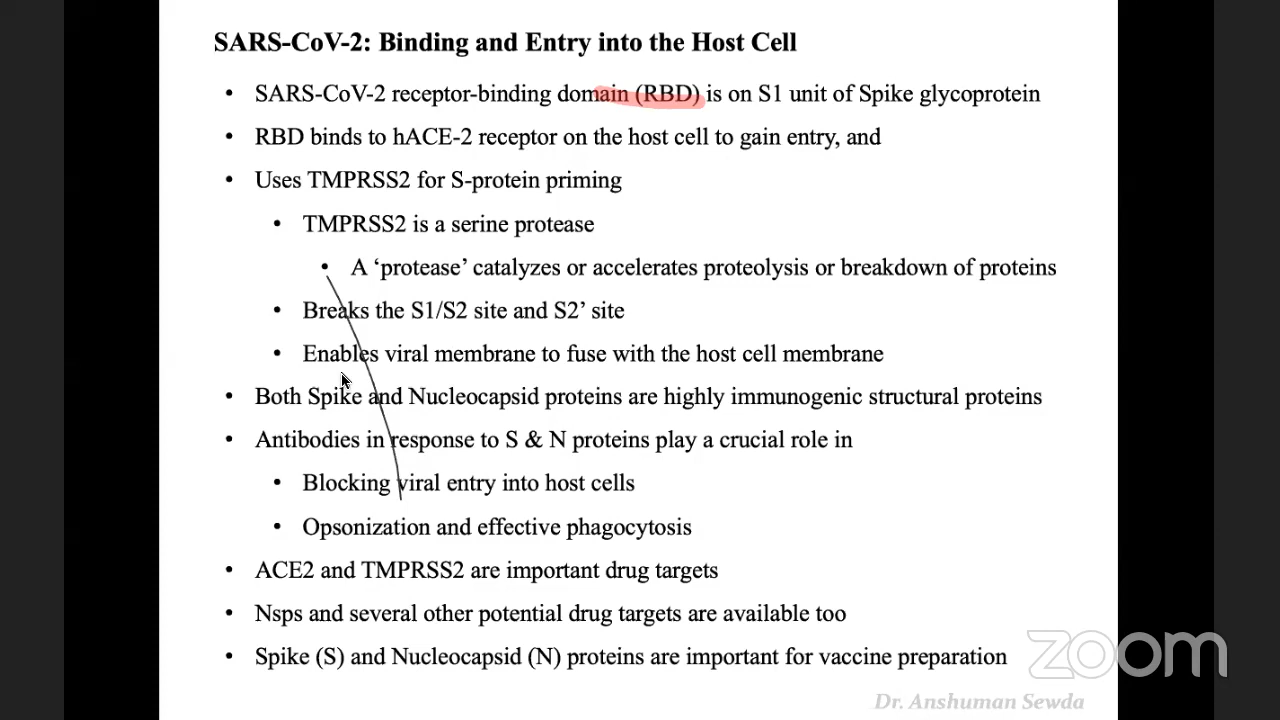 SARS-CoV-2: Binding and Entry into the Host Cell
• SARS-CoV-2 receptor-binding domain (RBD) is on S1 unit of Spike glycoprotein
• RBD binds to hACE-2 receptor on the host cell to gain entry, and
• Uses TMPRSS2 for S-protein priming
• TMPRSS2 is a serine protease
• A ‘protease’ catalyzes or accelerates proteolysis or breakdown of proteins
• Breaks the S1/S2 site and S2’ site
• Enables viral membrane to fuse with the host cell membrane
• Both Spike and Nucleocapsid proteins are highly immunogenic structural proteins
• Antibodies in response to S & N proteins play a crucial role in
• Blocking viral entry into host cells
• Opsonization and effective phagocytosis
• ACE2 and TMPRSS2 are important drug targets
• Nsps and several other potential drug targets are available too
• Spike (S) and Nucleocapsid (N) proteins are important for vaccine preparation
zoom
Dr. Anshuman Sewda